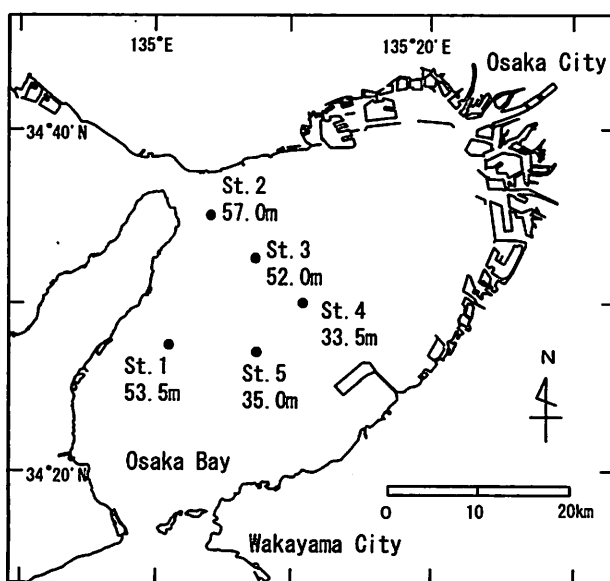 135°E
135°20'E
Osaka City
34°40'N
St. 2
57.0m
St. 3
52.0m
St. 4
33.5m
St. 1
53.5m
St. 5
35.0m
N
34°20'N
Osaka Bay
0 10 20km
Wakayama City